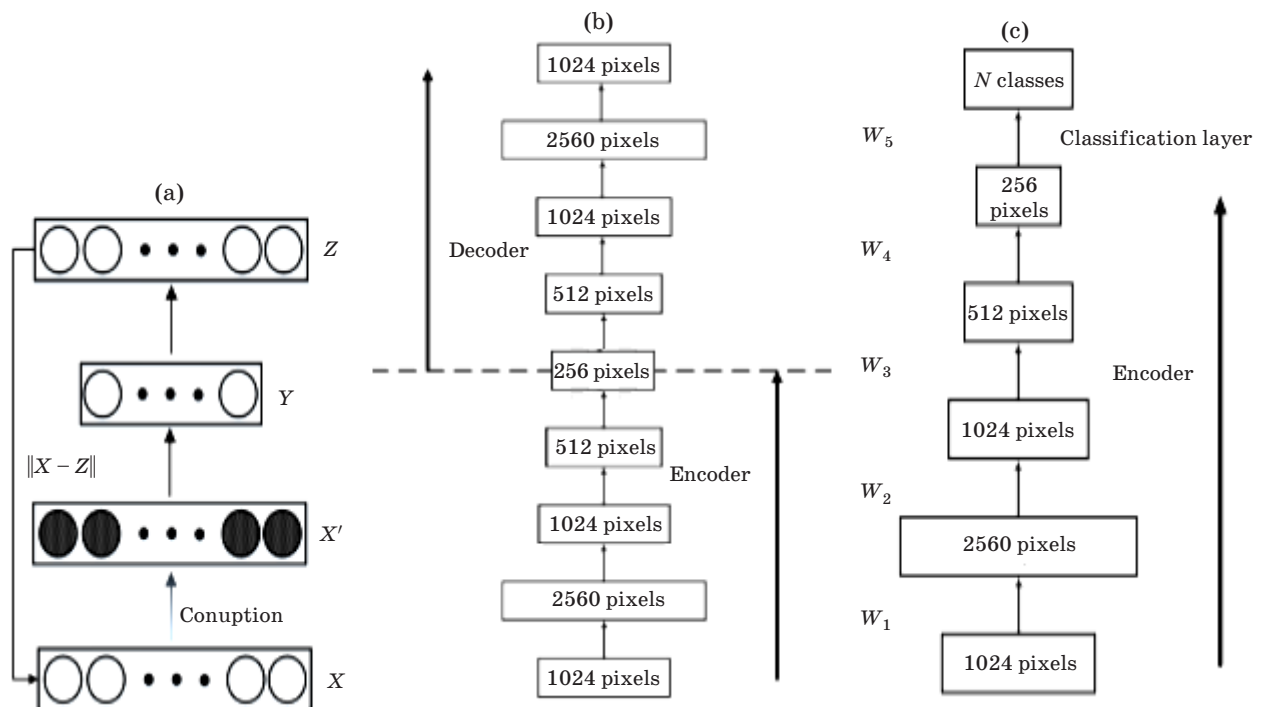 (a)
Z
Y
‖X – Z‖
X′
Conuption
X
(b)
1024 pixels
2560 pixels
1024 pixels
Decoder
512 pixels
256 pixels
512 pixels
Encoder
1024 pixels
2560 pixels
1024 pixels
(c)
N classes
W5
Classification layer
256
pixels
W4
512 pixels
W3
Encoder
1024 pixels
W2
2560 pixels
W1
1024 pixels